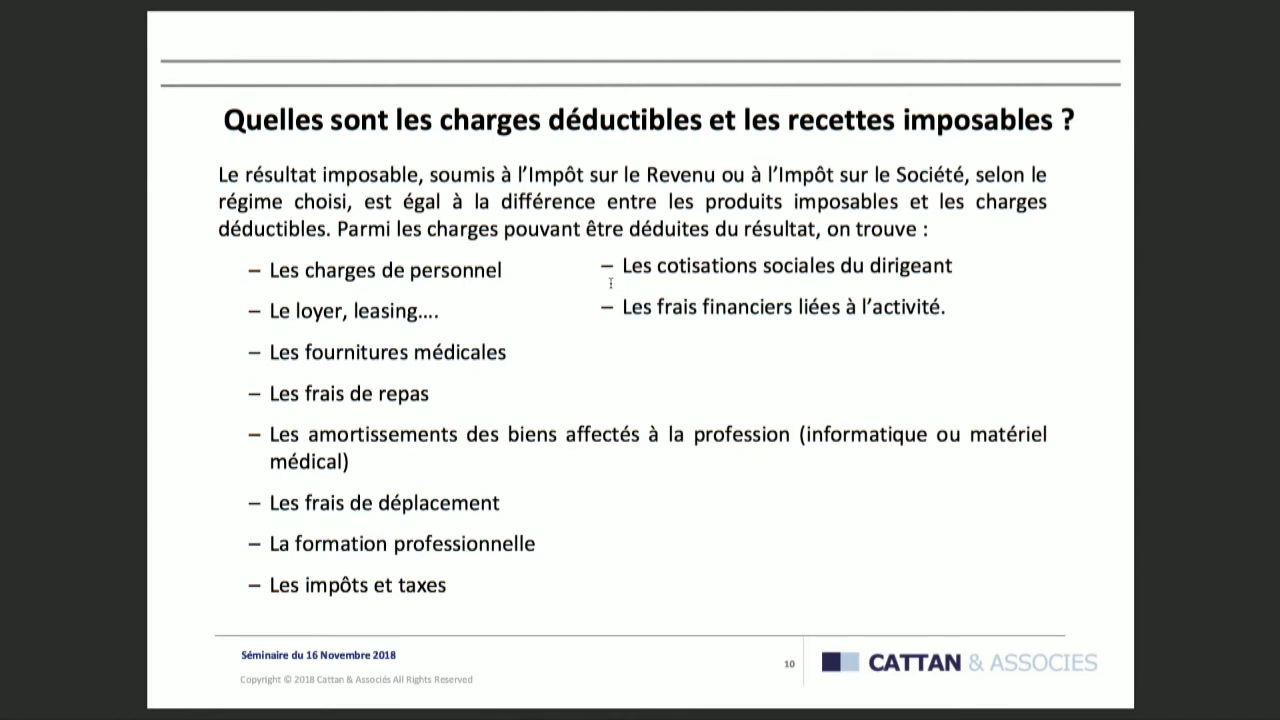 Quelles sont les charges déductibles et les recettes imposables ?
Le résultat imposable, soumis à l'Impôt sur le Revenu ou à l'Impôt sur le Société, selon le
régime choisi, est égal à la différence entre les produits imposables et les charges
déductibles. Parmi les charges pouvant être déduites du résultat, on trouve :
– Les charges de personnel
– Le loyer, leasing....
– Les fournitures médicales
– Les frais de repas
– Les amortissements des biens affectés à la profession (informatique ou matériel
médical)
– Les frais de déplacement
– La formation professionnelle
– Les impôts et taxes
– Les cotisations sociales du dirigeant
– Les frais financiers liées à l'activité.
Séminaire du 16 Novembre 2018
Copyright © 2018 Cattan & Associés All Rights Reserved
10
CATTAN & ASSOCIES